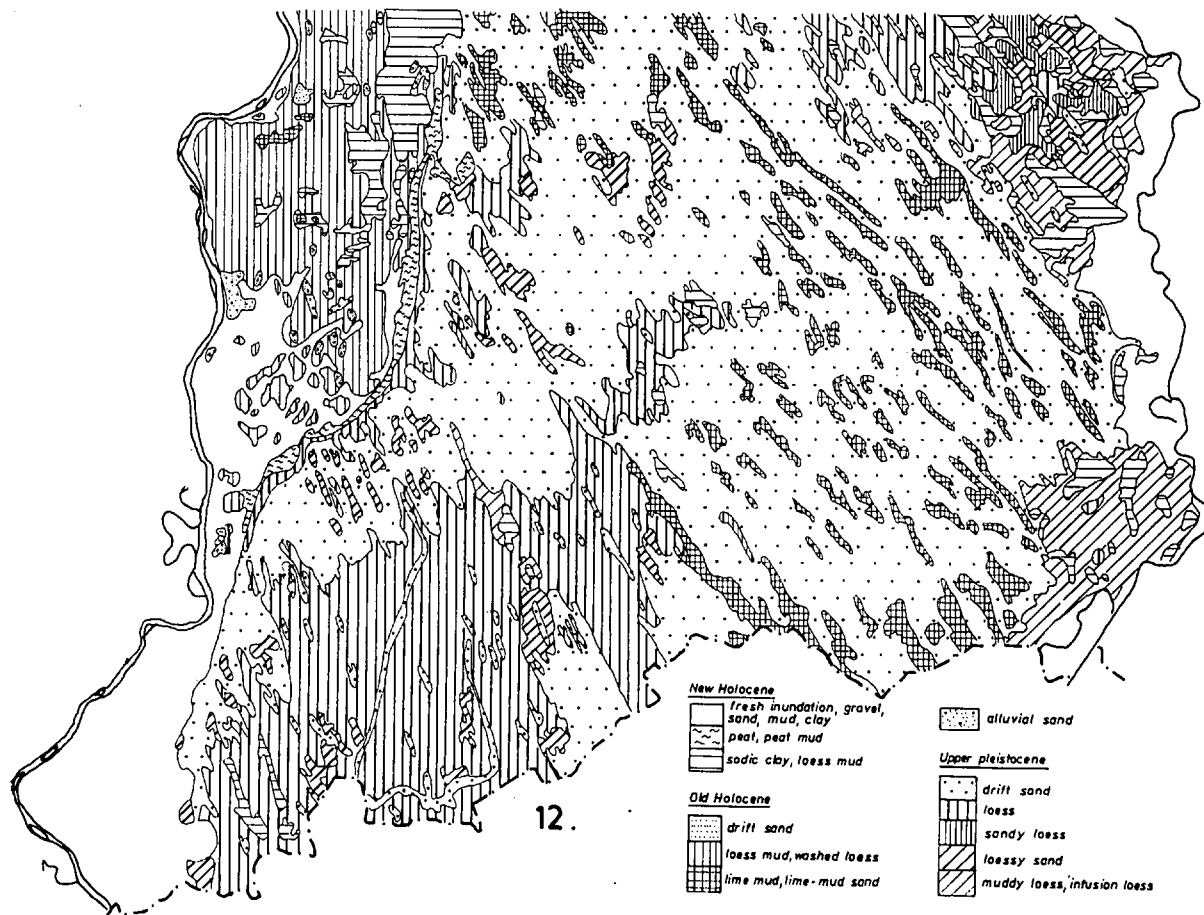 12.
New Holocene
fresh inundation, gravel,
sand, mud, clay
peat, peat mud
sodic clay, loess mud
Old Holocene
drift sand
loess mud, washed loess
lime mud, lime-mud sand
alluvial sand
Upper pleistocene
drift sand
loess
sandy loess
loessy sand
muddy loess, infusion loess